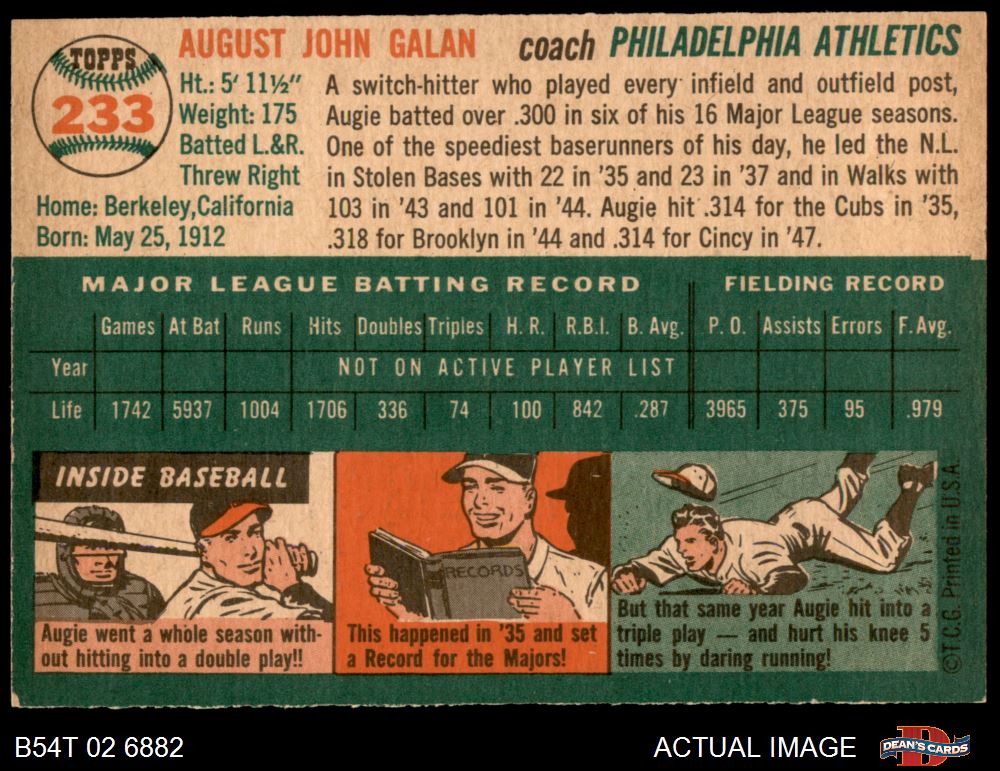 TOPPS
233
AUGUST JOHN GALAN coach PHILADELPHIA ATHLETICS
Ht.: 5' 11½"
Weight: 175
Batted L.&R.
Threw Right
Home: Berkeley, California
Born: May 25, 1912
A switch-hitter who played every infield and outfield post,
Augie batted over .300 in six of his 16 Major League seasons.
One of the speediest baserunners of his day, he led the N.L.
in Stolen Bases with 22 in '35 and 23 in '37 and in Walks with
103 in '43 and 101 in '44. Augie hit .314 for the Cubs in '35,
.318 for Brooklyn in '44 and .314 for Cincy in '47.
MAJOR LEAGUE BATTING RECORD FIELDING RECORD
Games At Bat Runs Hits Doubles Triples H. R. R.B.I. B. Avg. P. O. Assists Errors F. Avg.
Year NOT ON ACTIVE PLAYER LIST
Life 1742 5937 1004 1706 336 74 100 842 .287 3965 375 95 .979
INSIDE BASEBALL
Augie went a whole season with-
out hitting into a double play!!
RECORDS
This happened in '35 and set
a Record for the Majors!
But that same year Augie hit into a
triple play — and hurt his knee 5
times by daring running!
©T.C.G. Printed in U.S.A.
B54T 02 6882
ACTUAL IMAGE
DEAN'S CARDS